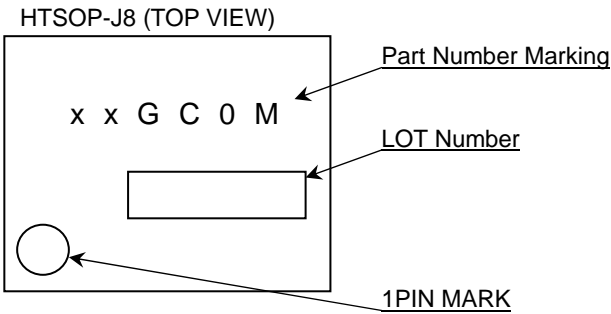 HTSOP-J8 (TOP VIEW)
Part Number Marking
x x G C 0 M
LOT Number
1PIN MARK